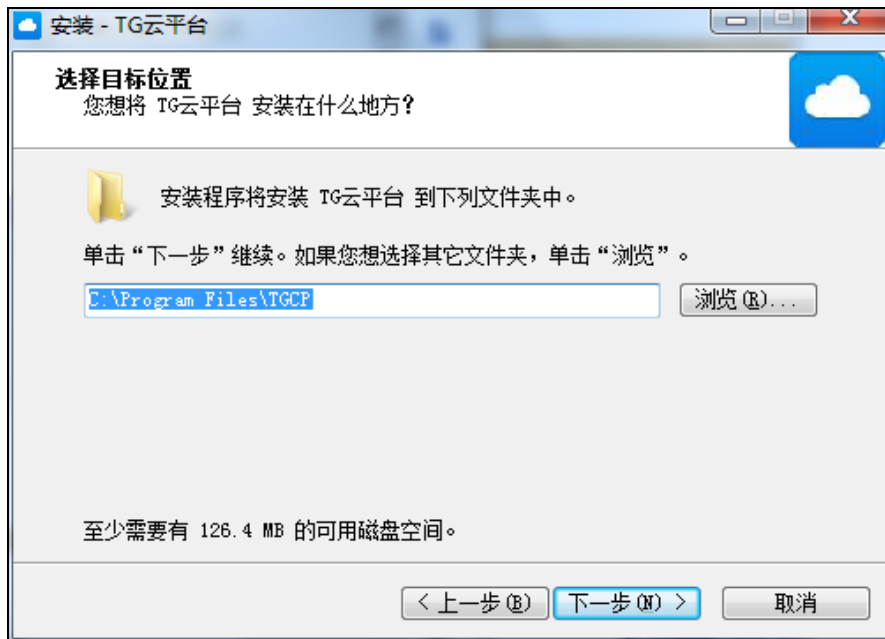 安装 - TG云平台
选择目标位置
您想将 TG云平台 安装在什么地方?
安装程序将安装 TG云平台 到下列文件夹中。
单击“下一步”继续。如果您想选择其它文件夹，单击“浏览”。
C:\Program Files\TGCP
浏览(R)...
至少需要有 126.4 MB 的可用磁盘空间。
< 上一步(B)
下一步(N) >
取消